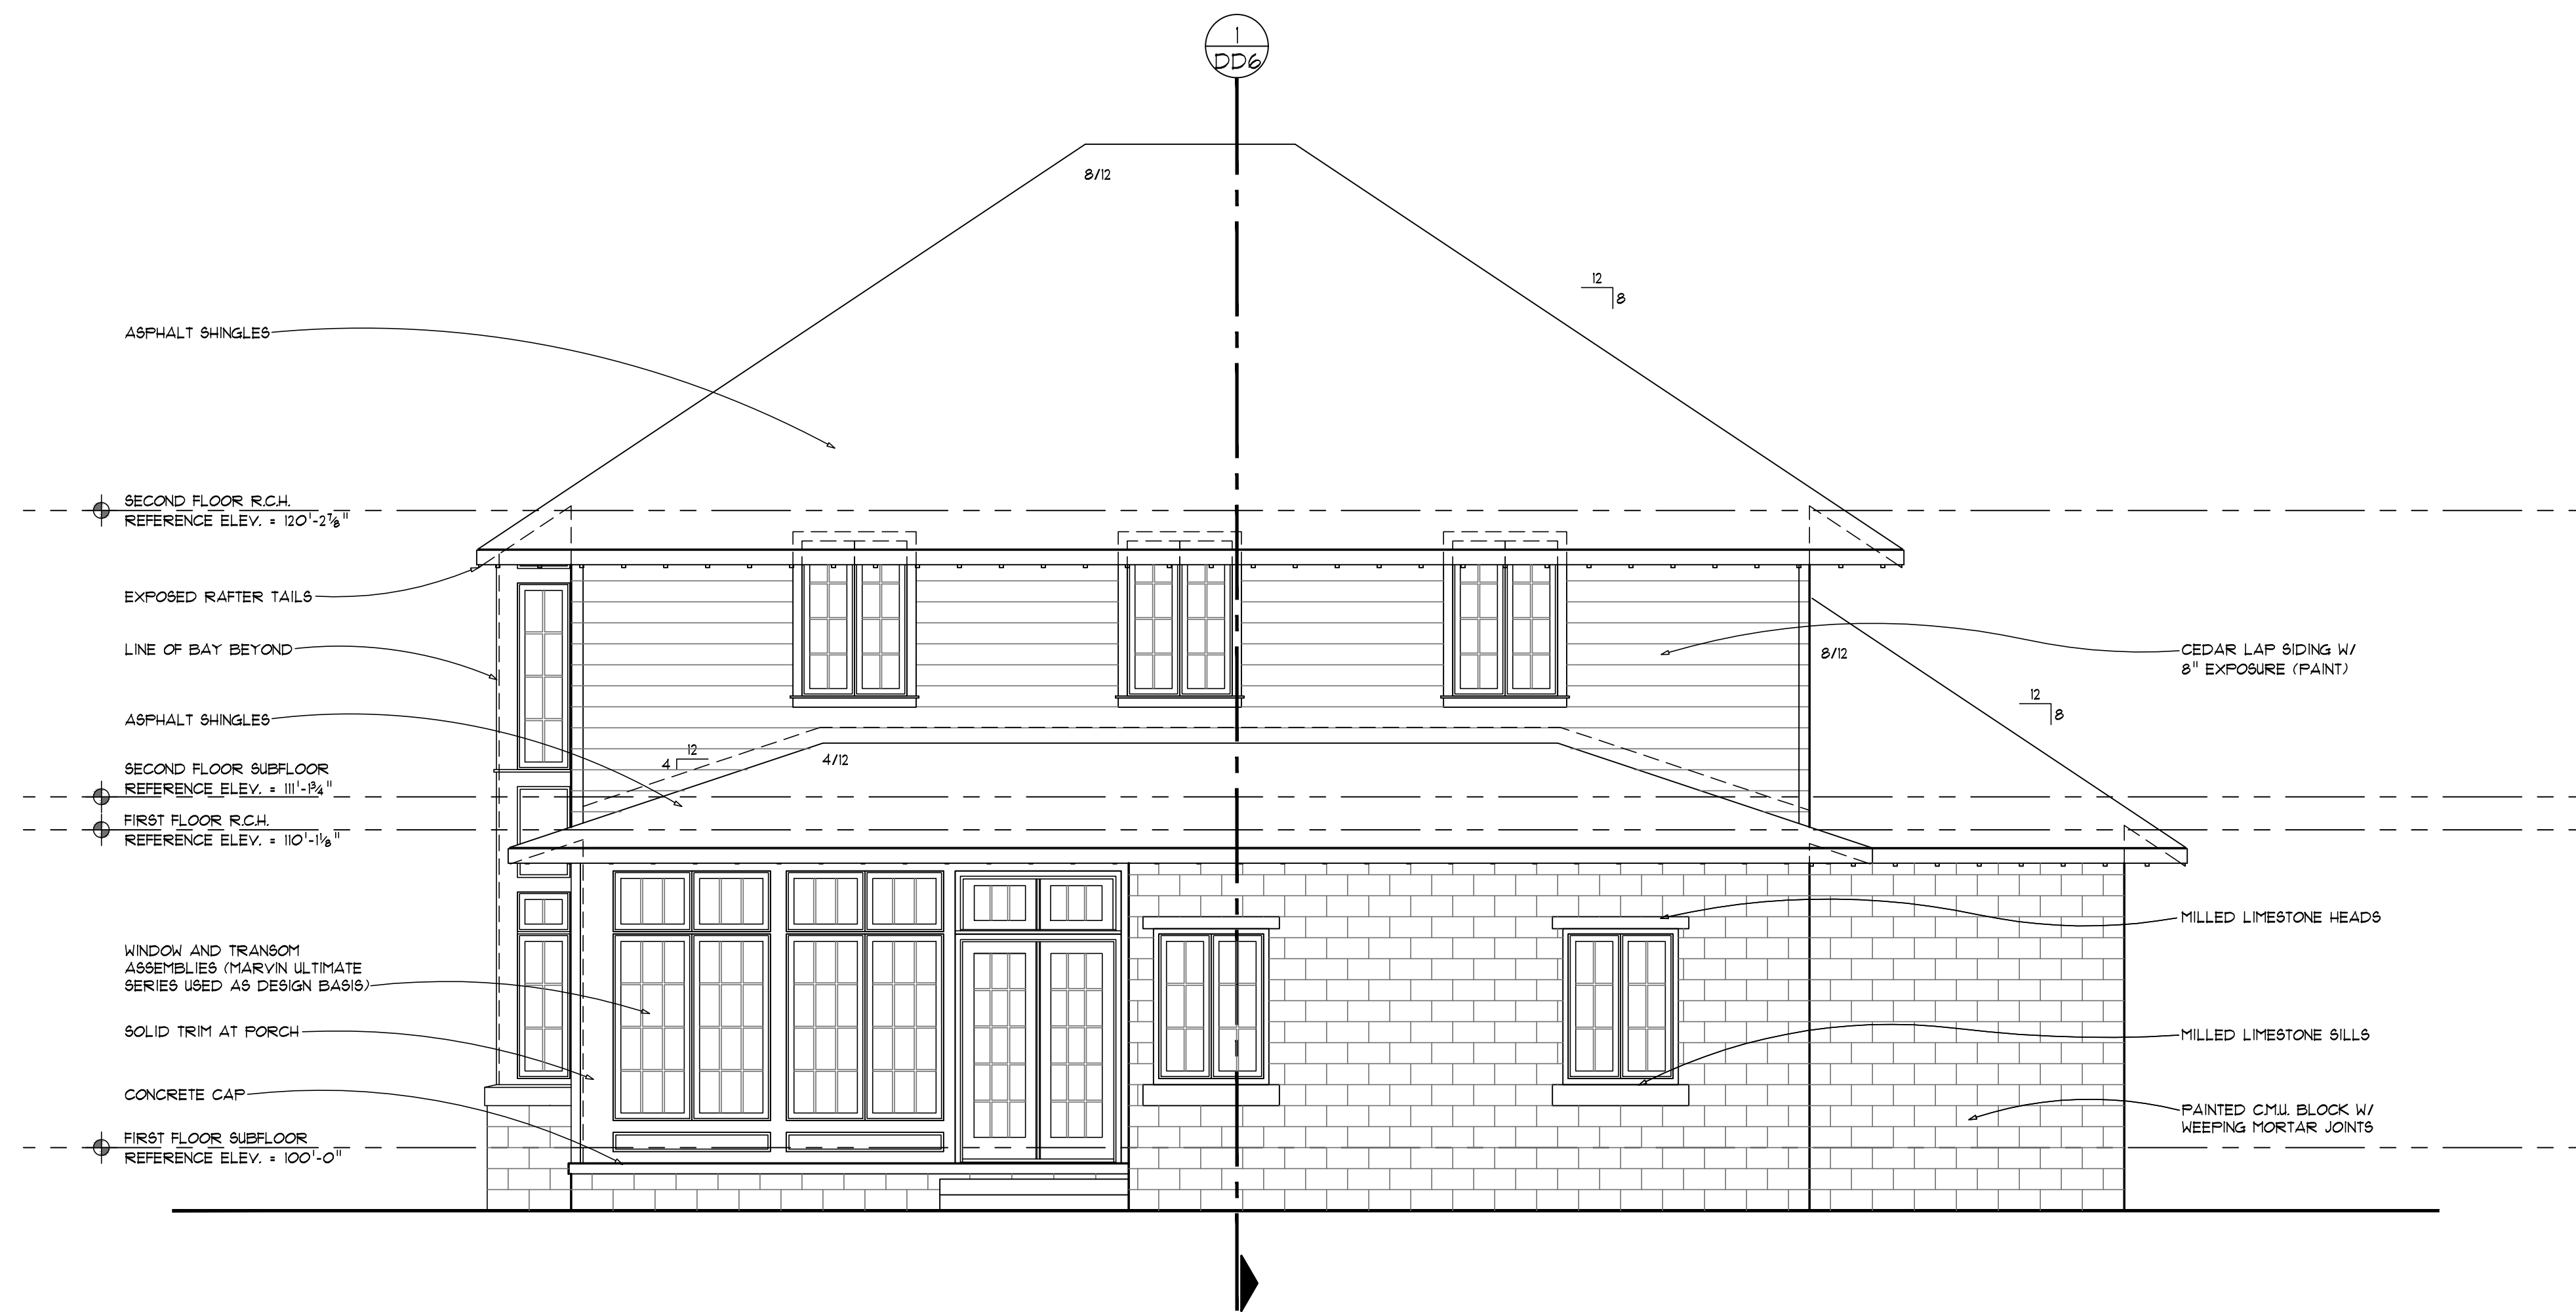 1
DD6
8/12
12
8
ASPHALT SHINGLES
SECOND FLOOR R.C.H.
REFERENCE ELEV. = 120'-2⅞"
EXPOSED RAFTER TAILS
LINE OF BAY BEYOND
CEDAR LAP SIDING W/
8" EXPOSURE (PAINT)
8/12
12
8
ASPHALT SHINGLES
12
4
4/12
SECOND FLOOR SUBFLOOR
REFERENCE ELEV. = 111'-1¾"
FIRST FLOOR R.C.H.
REFERENCE ELEV. = 110'-1⅛"
MILLED LIMESTONE HEADS
WINDOW AND TRANSOM
ASSEMBLIES (MARVIN ULTIMATE
SERIES USED AS DESIGN BASIS)
SOLID TRIM AT PORCH
MILLED LIMESTONE SILLS
CONCRETE CAP
PAINTED C.M.U. BLOCK W/
WEEPING MORTAR JOINTS
FIRST FLOOR SUBFLOOR
REFERENCE ELEV. = 100'-0"